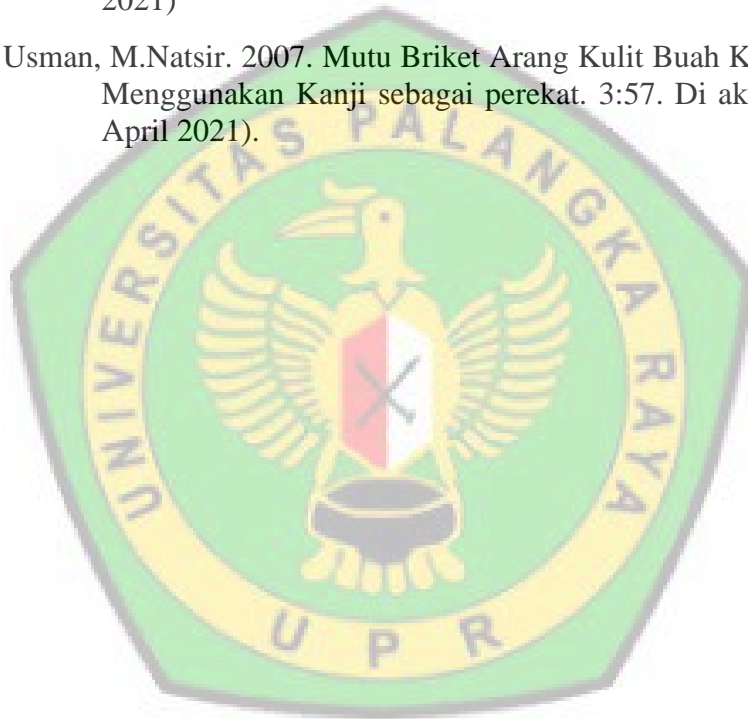 2021)
Usman, M.Natsir. 2007. Mutu Briket Arang Kulit Buah K
Menggunakan Kanji sebagai perekat. 3:57. Di ak
April 2021).
UNIVERSITAS PALANGKA RAYA
UPR